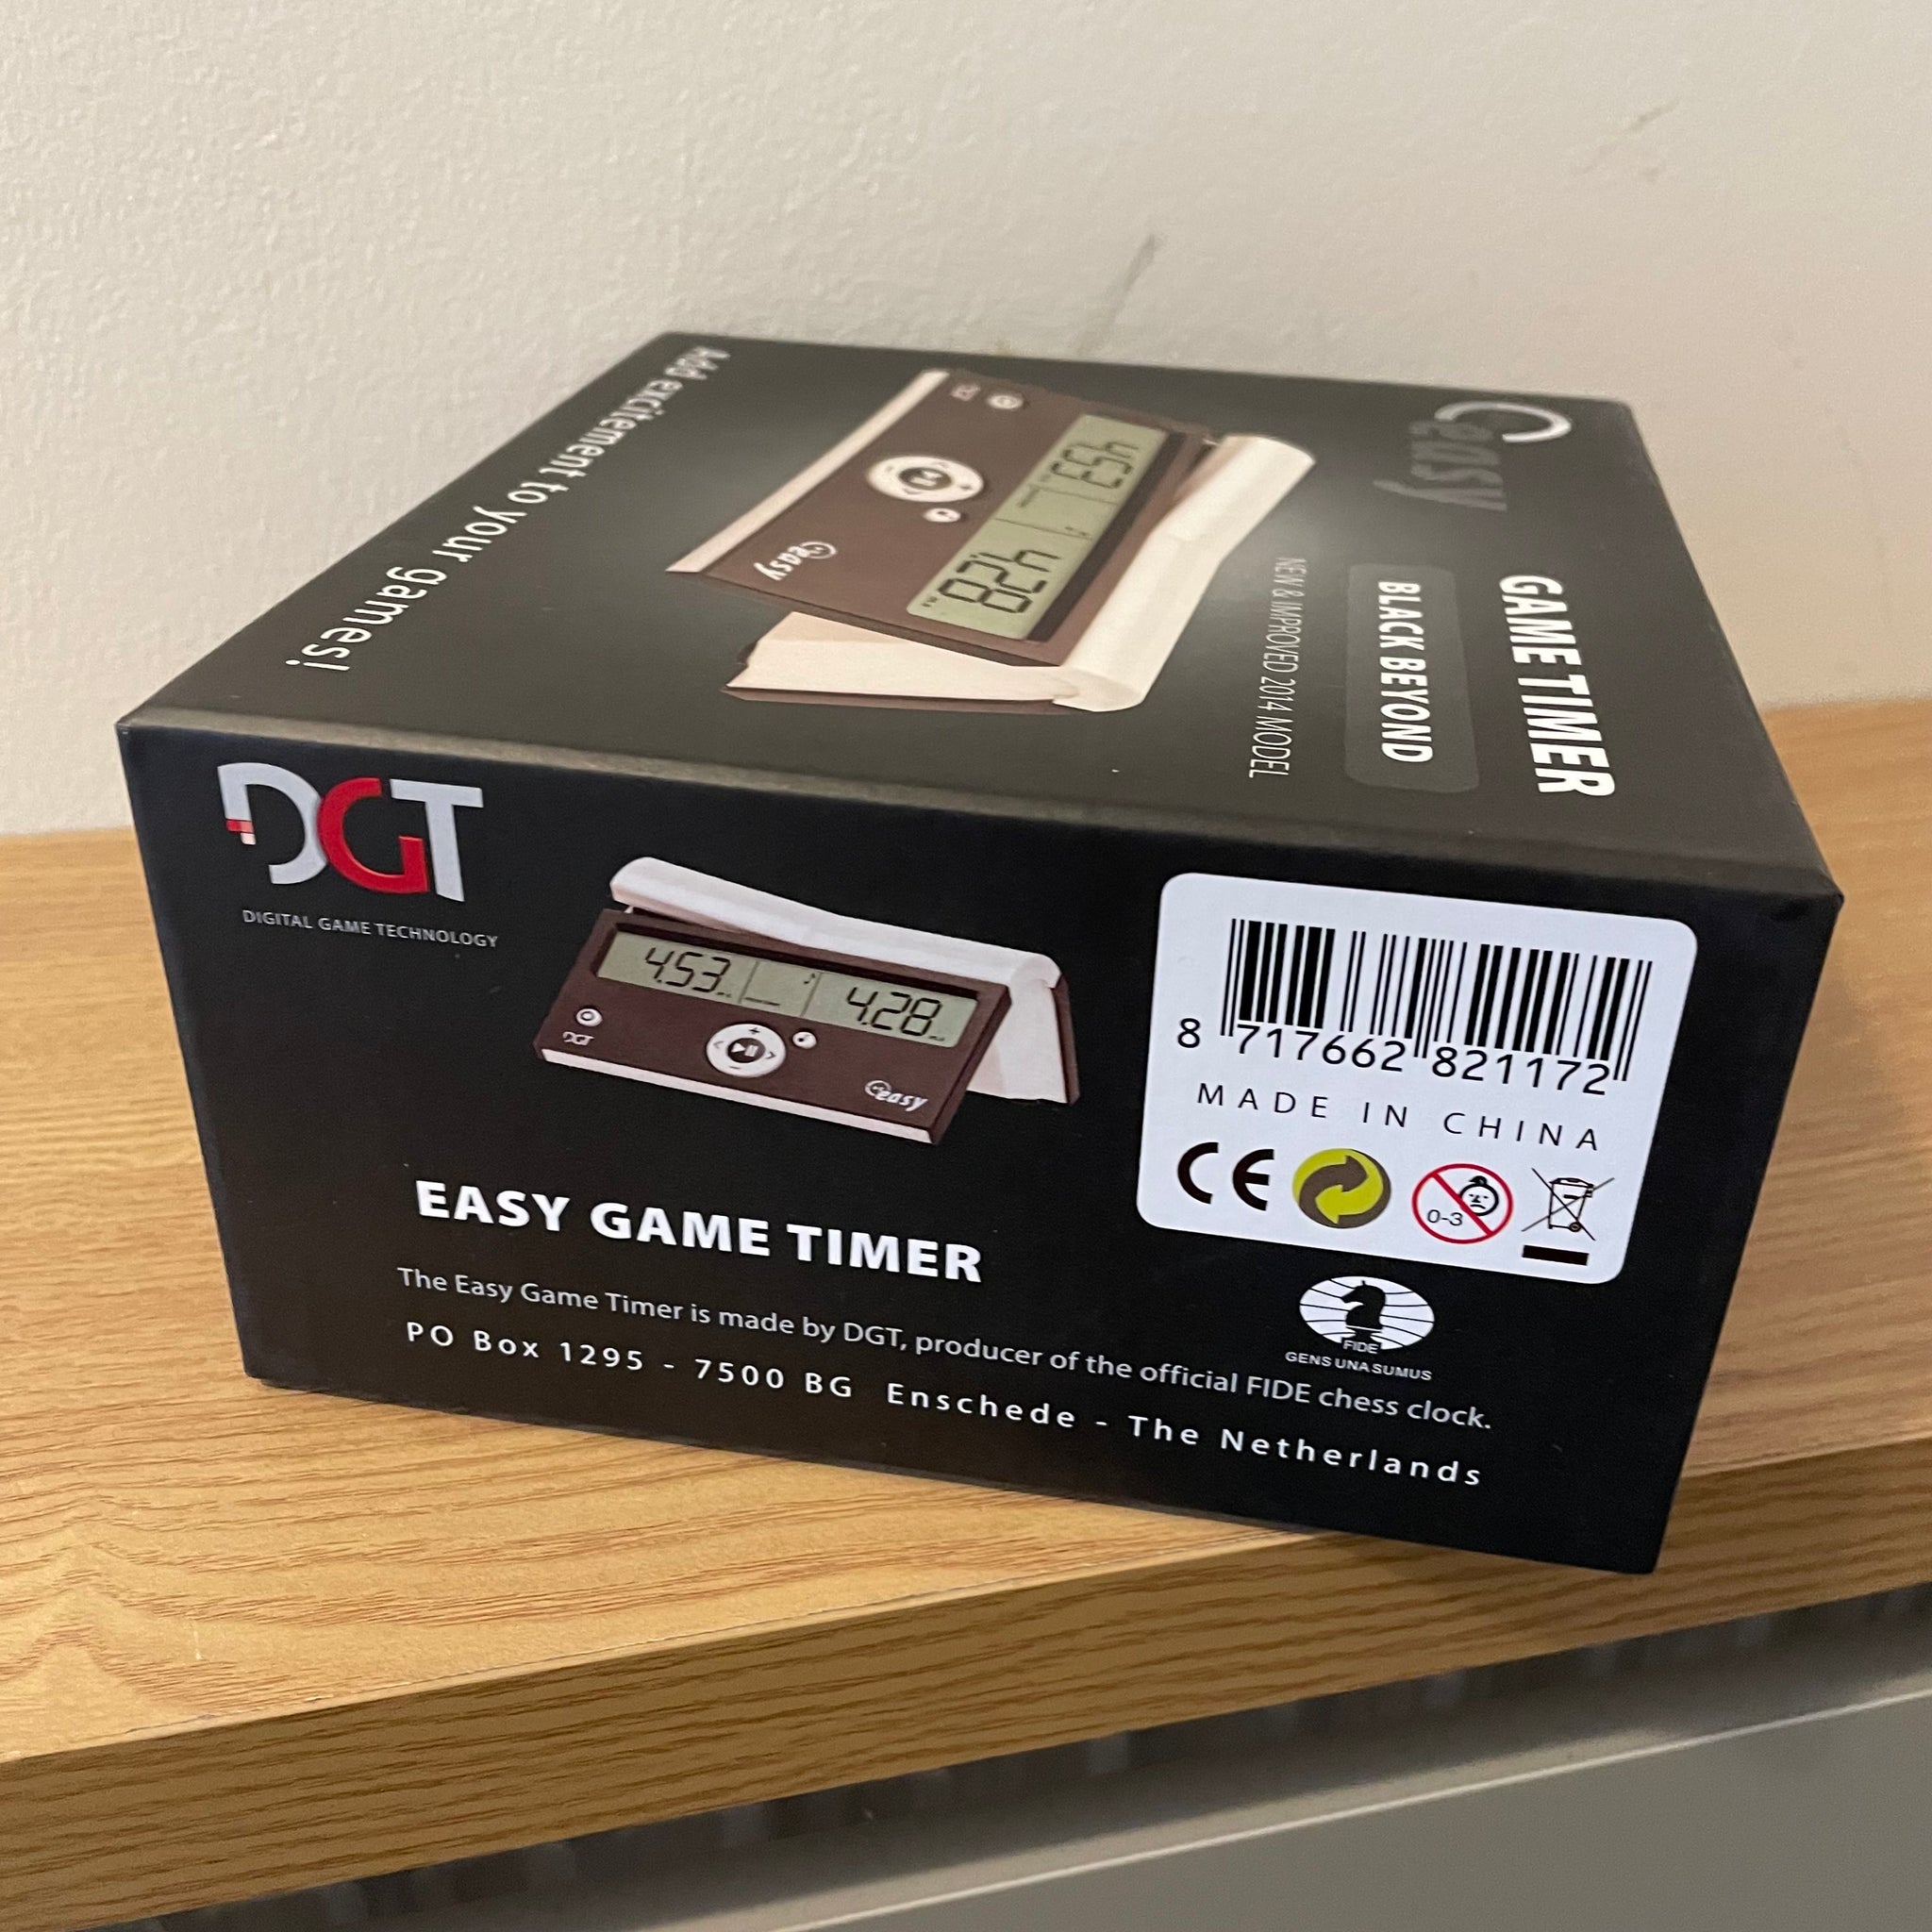 Add excitement to your games!
DGT
4.53
4.28
easy
easy
GAME TIMER
BLACK BEYOND
NEW & IMPROVED 2014 MODEL
DGT
DIGITAL GAME TECHNOLOGY
4.53
4.28
DGT
easy
8 717662 821172
MADE IN CHINA
CE
0-3
EASY GAME TIMER
FIDE
GENS UNA SUMUS
The Easy Game Timer is made by DGT, producer of the official FIDE chess clock.
PO Box 1295 - 7500 BG Enschede - The Netherlands